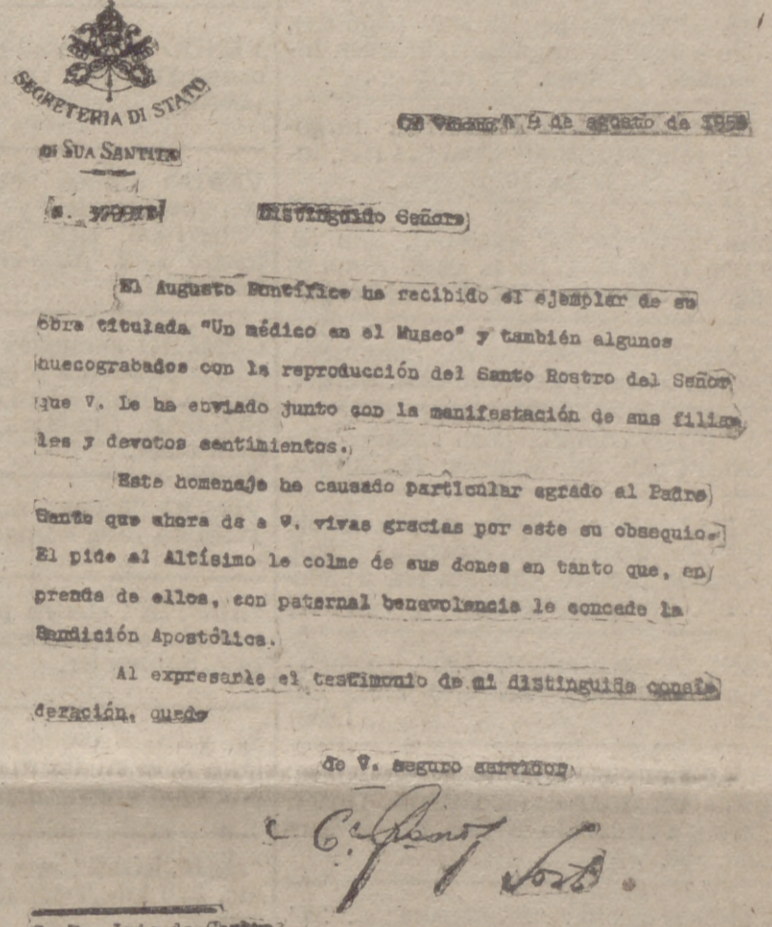 SEGRETERIA DI STATO
DI SUA SANTITÀ
de agosto de
Distinguido Señor:
El Augusto Pontífice ha recibido el ejemplar de su
obra titulada "Un médico en el Museo" y también algunos
huecograbados con la reproducción del Santo Rostro del Señor
que V. Le ha enviado junto con la manifestación de sus filia-
les y devotos sentimientos.
Este homenaje ha causado particular agrado al Padre
Santo que ahora da a V. vivas gracias por este su obsequio.
El pide al Altísimo le colme de sus dones en tanto que, en
prenda de ellos, con paternal benevolencia le concede la
Bendición Apostólica.
Al expresarle el testimonio de mi distinguida consi-
deración, quedo
de V. seguro servidor